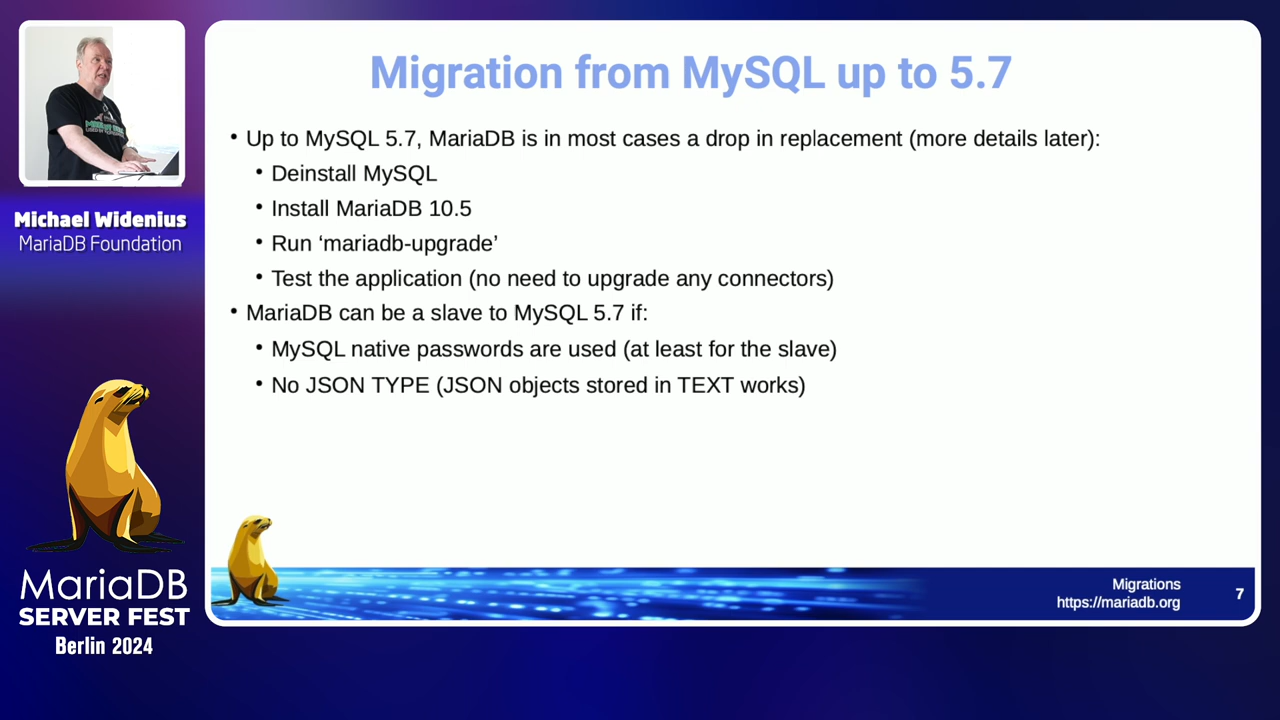 Migration from MySQL up to 5.7
• Up to MySQL 5.7, MariaDB is in most cases a drop in replacement (more details later):
• Deinstall MySQL
• Install MariaDB 10.5
• Run ‘mariadb-upgrade’
• Test the application (no need to upgrade any connectors)
• MariaDB can be a slave to MySQL 5.7 if:
• MySQL native passwords are used (at least for the slave)
• No JSON TYPE (JSON objects stored in TEXT works)
Migrations
https://mariadb.org
7
Michael Widenius
MariaDB Foundation
MariaDB
SERVER FEST
Berlin 2024